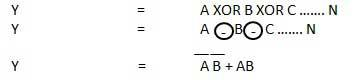 Y = A XOR B XOR C ....... N
Y = A ⊙ B ⊙ C ....... N
Y = A̅ B̅ + AB